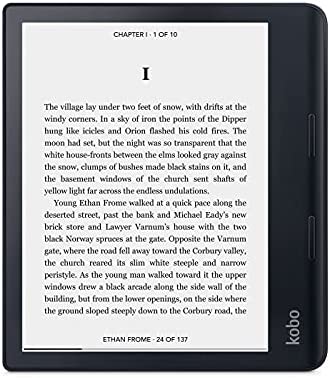 CHAPTER I · 1 OF 10
I
The village lay under two feet of snow, with drifts at the
windy corners. In a sky of iron the points of the Dipper
hung like icicles and Orion flashed his cold fires. The
moon had set, but the night was so transparent that the
white house-fronts between the elms looked gray against
the snow, clumps of bushes made black stains on it, and
the basement windows of the church sent shafts of
yellow light far across the endless undulations.
Young Ethan Frome walked at a quick pace along the
deserted street, past the bank and Michael Eady's new
brick store and Lawyer Varnum's house with the two
black Norway spruces at the gate. Opposite the Varnum
gate, where the road fell away toward the Corbury valley,
the church reared its slim white steeple and narrow
peristyle. As the young man walked toward it the upper
windows drew a black arcade along the side wall of the
building, but from the lower openings, on the side where
the ground sloped steeply down to the Corbury road, the
ETHAN FROME · 24 OF 137
kobo